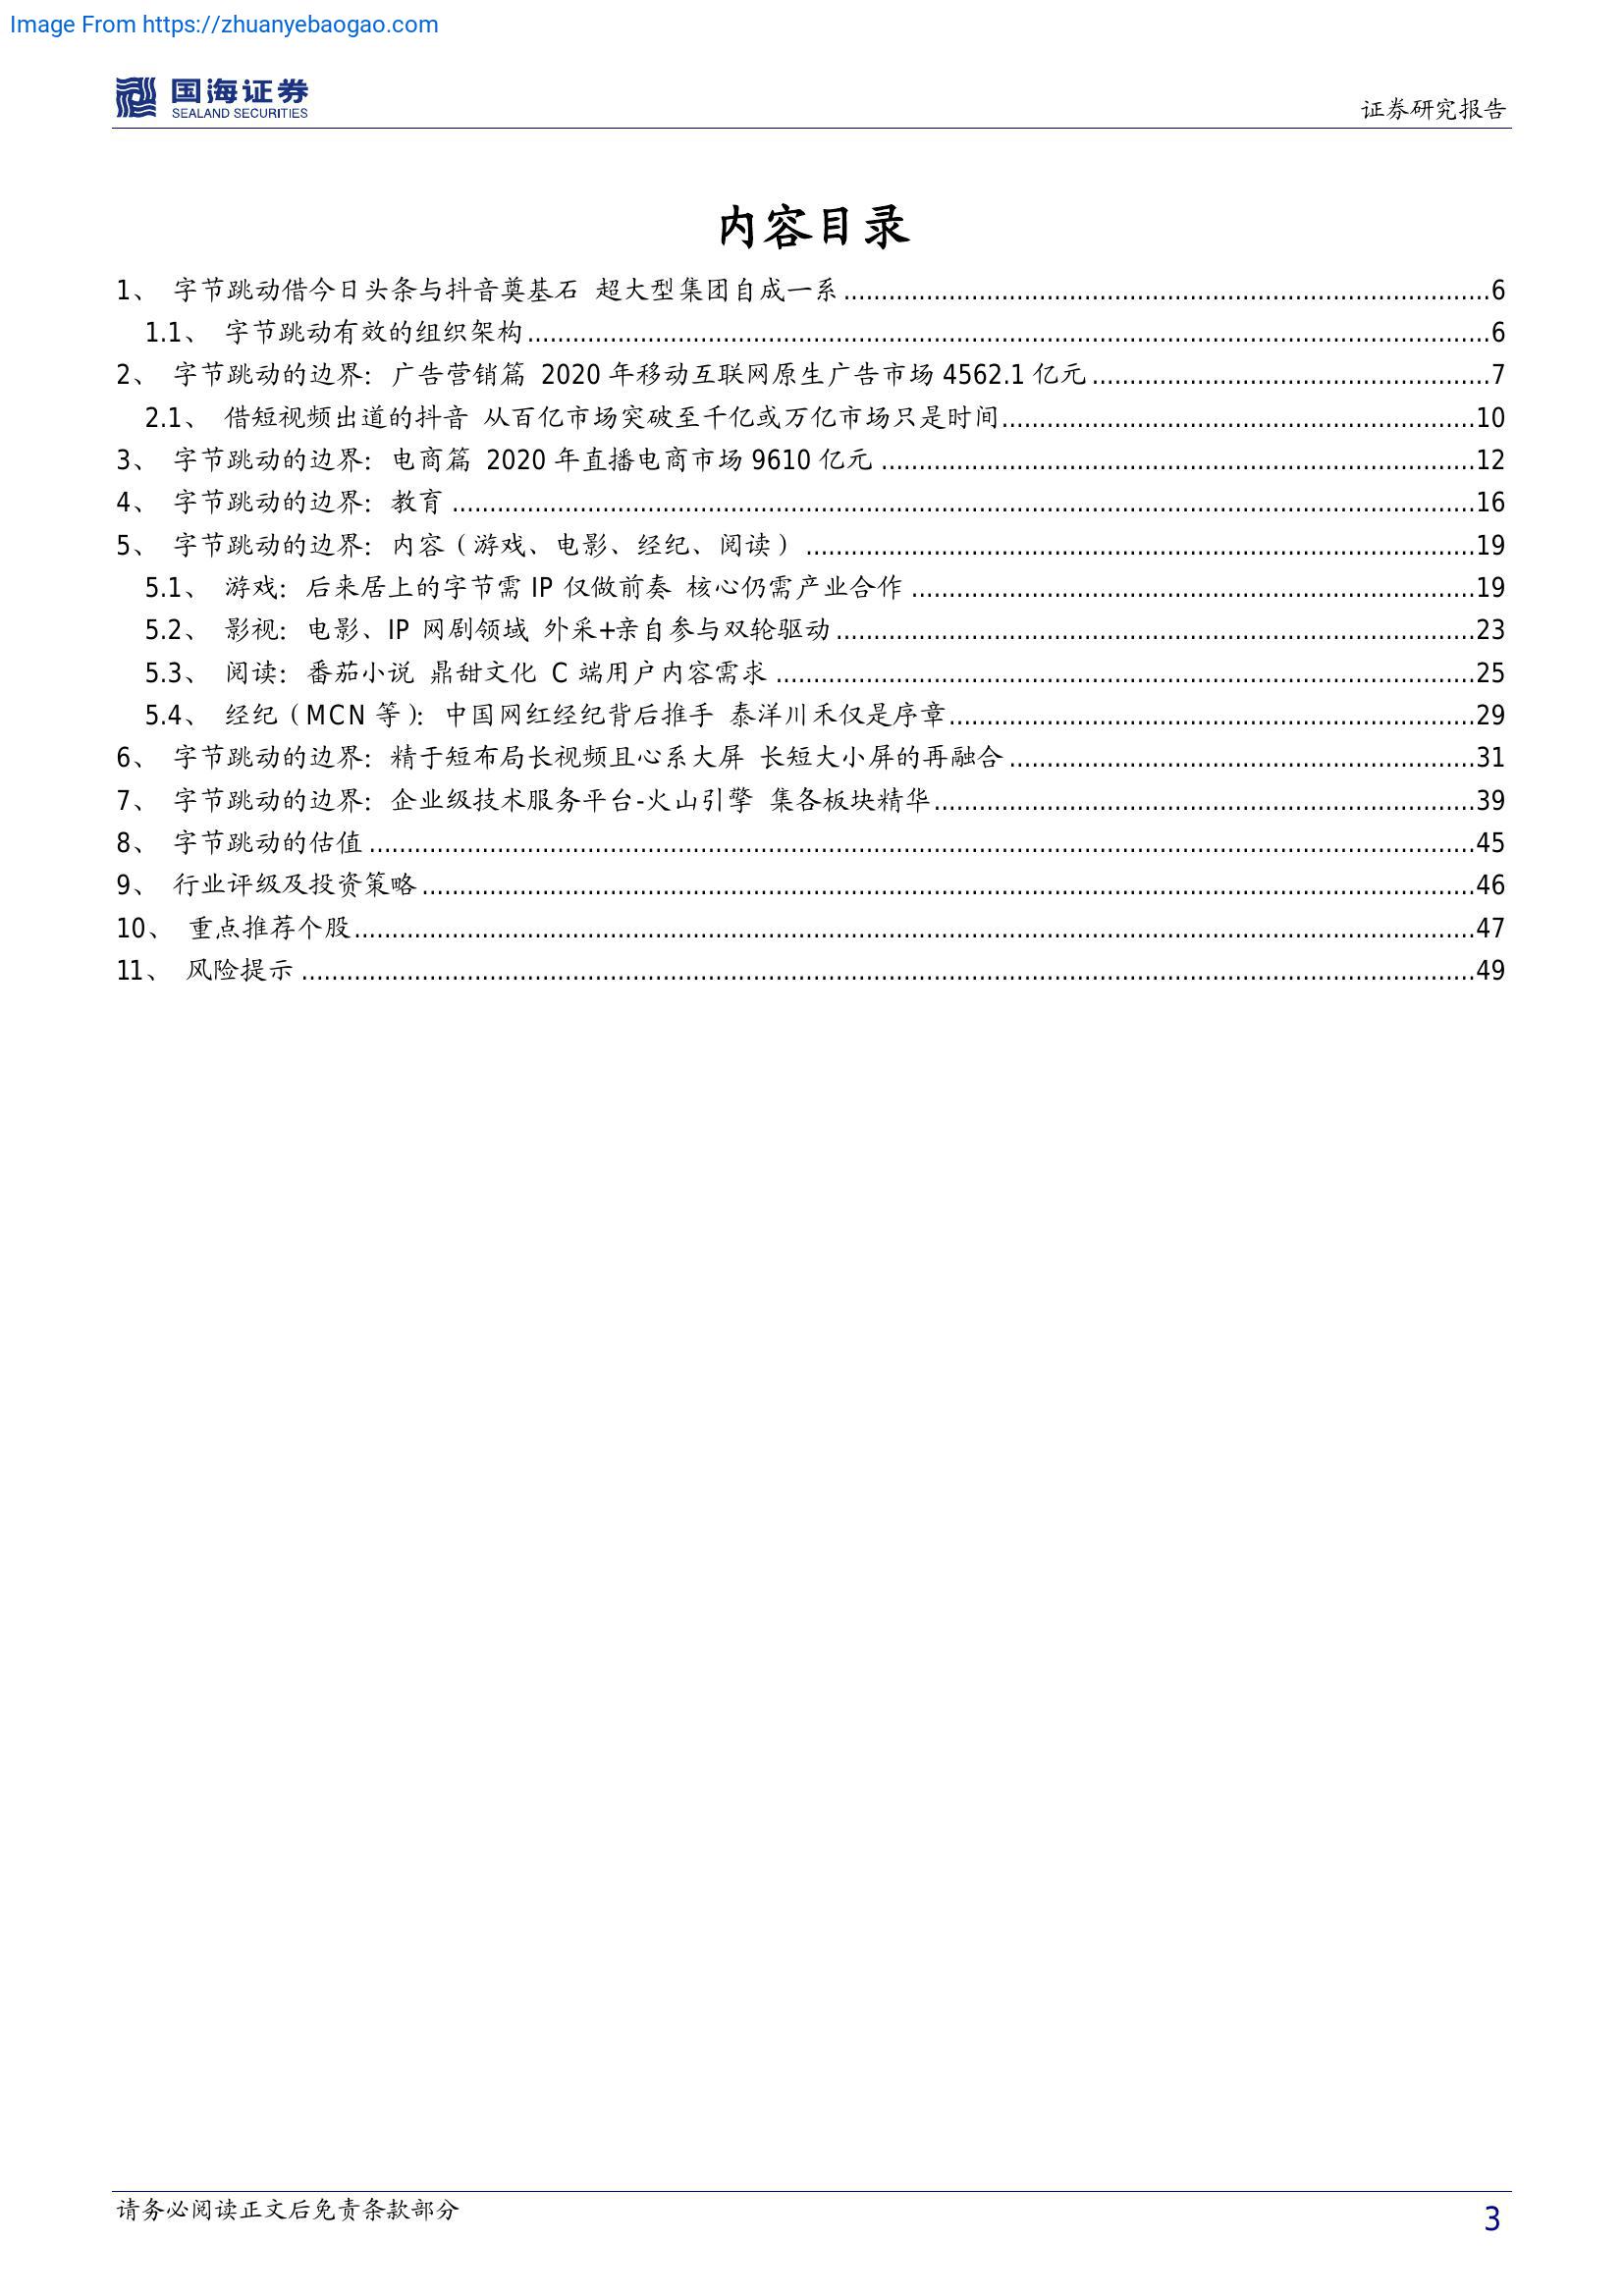 Image From https://zhuanyebaogao.com
国海证券
SEALAND SECURITIES
证券研究报告
内容目录
1、 字节跳动借今日头条与抖音奠基石 超大型集团自成一系......6
1.1、 字节跳动有效的组织架构......6
2、 字节跳动的边界：广告营销篇 2020 年移动互联网原生广告市场 4562.1 亿元......7
2.1、 借短视频出道的抖音 从百亿市场突破至千亿或万亿市场只是时间......10
3、 字节跳动的边界：电商篇 2020 年直播电商市场 9610 亿元......12
4、 字节跳动的边界：教育......16
5、 字节跳动的边界：内容（游戏、电影、经纪、阅读）......19
5.1、 游戏：后来居上的字节需 IP 仅做前奏 核心仍需产业合作......19
5.2、 影视：电影、IP 网剧领域 外采+亲自参与双轮驱动......23
5.3、 阅读：番茄小说 鼎甜文化 C 端用户内容需求......25
5.4、 经纪（MCN 等）：中国网红经纪背后推手 泰洋川禾仅是序章......29
6、 字节跳动的边界：精于短布局长视频且心系大屏 长短大小屏的再融合......31
7、 字节跳动的边界：企业级技术服务平台-火山引擎 集各板块精华......39
8、 字节跳动的估值......45
9、 行业评级及投资策略......46
10、 重点推荐个股......47
11、 风险提示......49
请务必阅读正文后免责条款部分
3